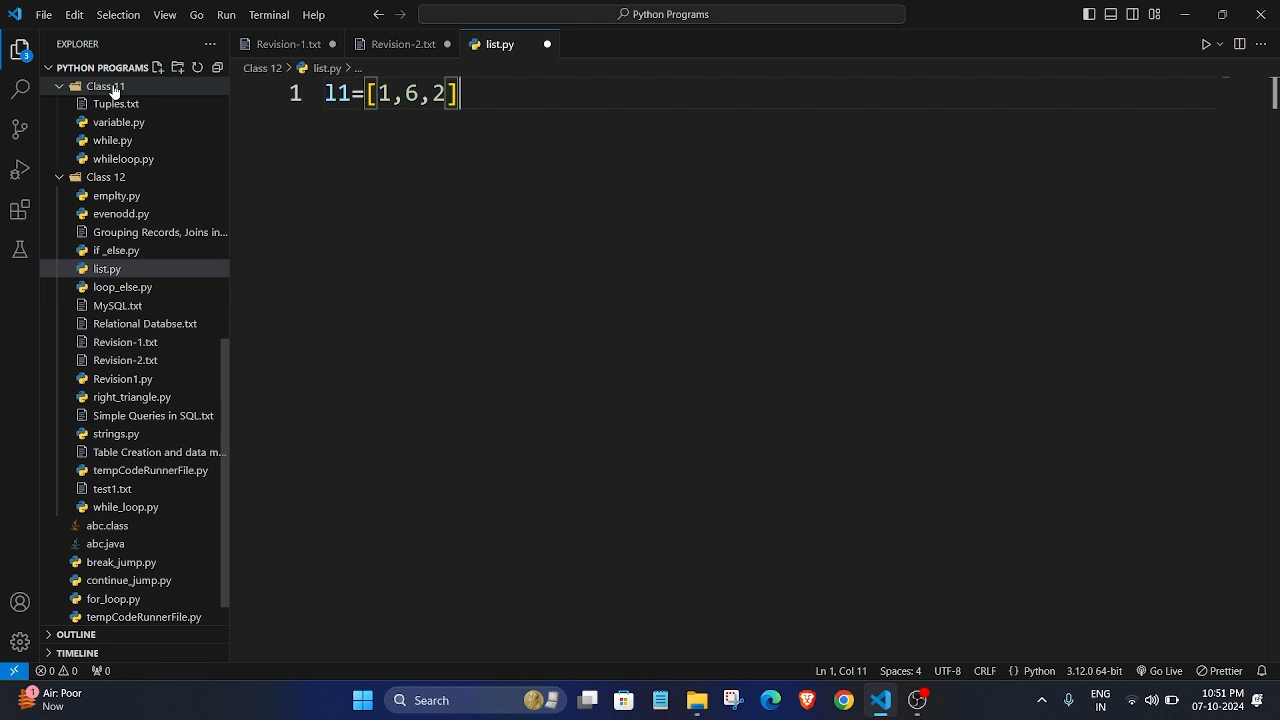 File Edit Selection View Go Run Terminal Help
Python Programs
EXPLORER
PYTHON PROGRAMS
Class 11
Tuples.txt
variable.py
while.py
whileloop.py
Class 12
emplty.py
evenodd.py
Grouping Records, Joins in...
if _else.py
list.py
loop_else.py
MySQL.txt
Relational Databse.txt
Revision-1.txt
Revision-2.txt
Revision1.py
right_triangle.py
Simple Queries in SQL.txt
strings.py
Table Creation and data m...
tempCodeRunnerFile.py
test1.txt
while_loop.py
abc.class
abc.java
break_jump.py
continue_jump.py
for_loop.py
tempCodeRunnerFile.py
OUTLINE
TIMELINE
3
Revision-1.txt Revision-2.txt list.py
Class 12 > list.py > ...
1 l1=[1,6,2]
0 0 0
Ln 1, Col 11 Spaces: 4 UTF-8 CRLF {} Python 3.12.0 64-bit Go Live Prettier
1
Air: Poor
Now
Search
ENG
IN
10:51 PM
07-10-2024